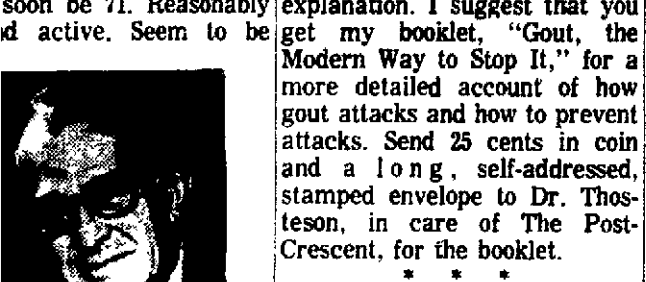 soon be 71. Reasonably
d active. Seem to be
explanation. I suggest that you
get my booklet, “Gout, the
Modern Way to Stop It,” for a
more detailed account of how
gout attacks and how to prevent
attacks. Send 25 cents in coin
and a long, self-addressed,
stamped envelope to Dr. Thos-
teson, in care of The Post-
Crescent, for the booklet.
* * *